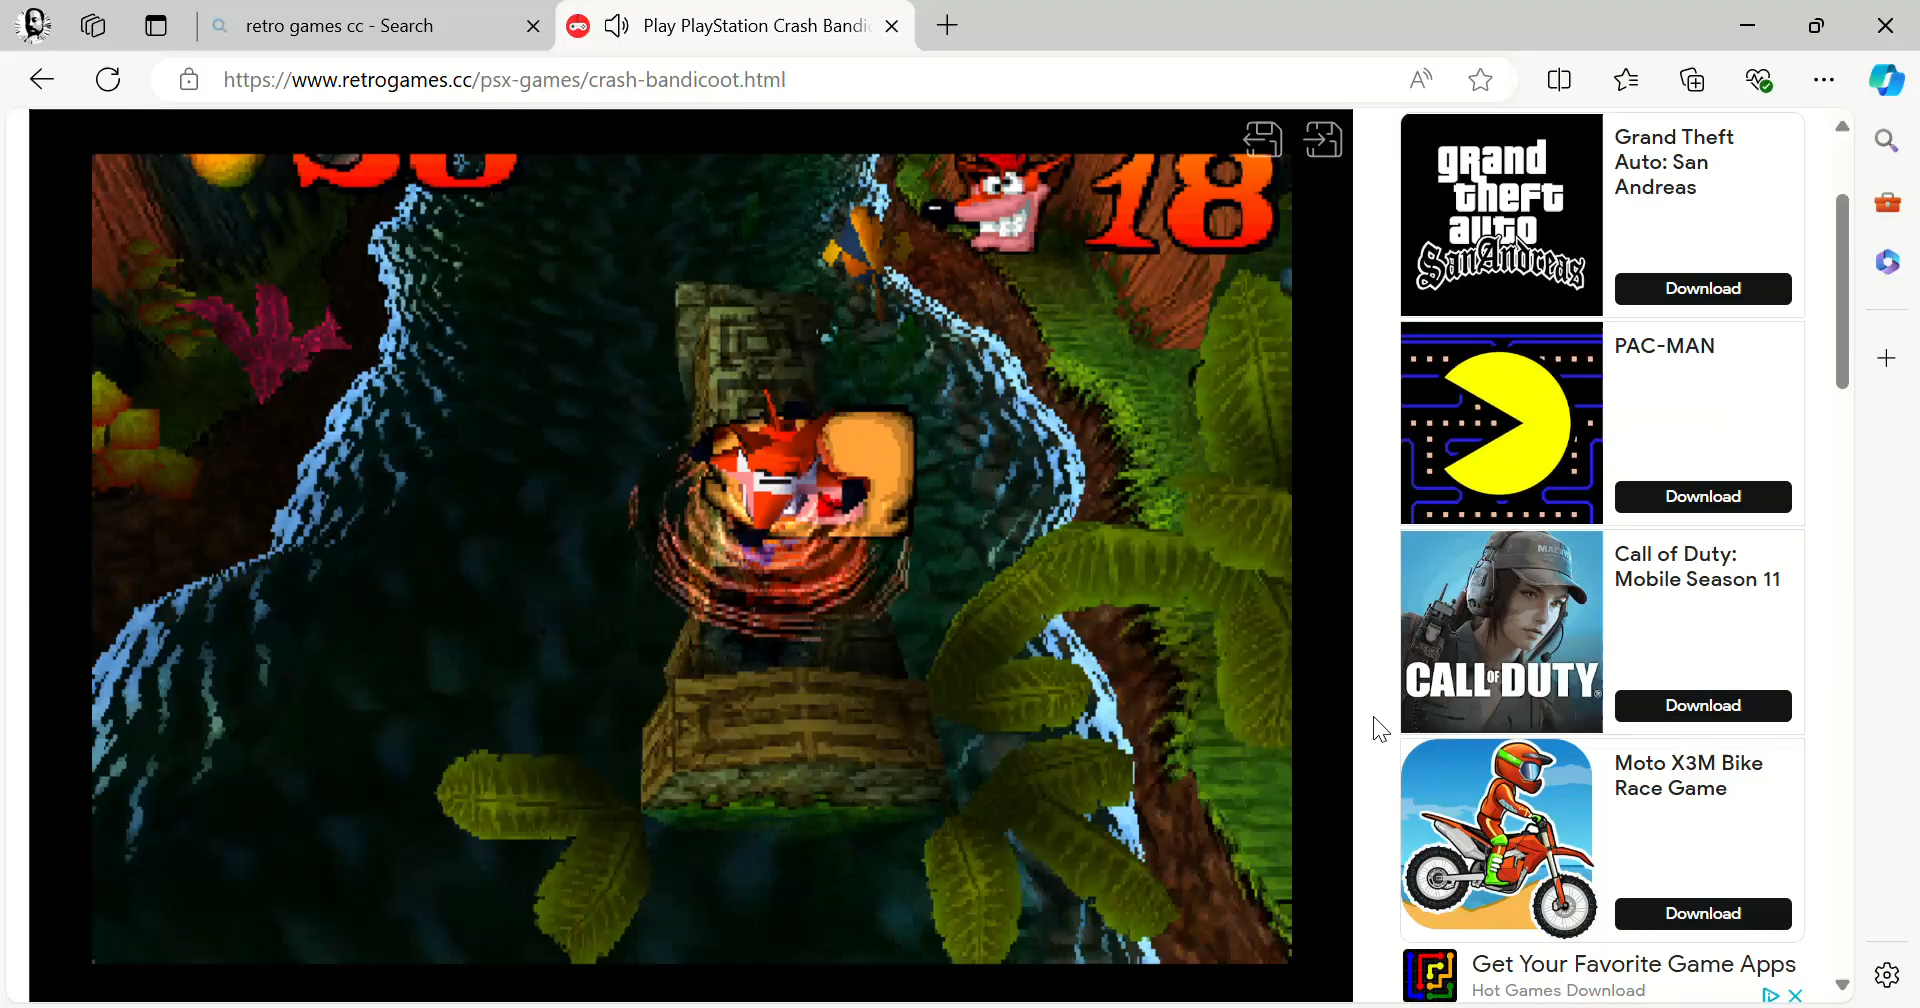 retro games cc - Search
Play PlayStation Crash Bandic
https://www.retrogames.cc/psx-games/crash-bandicoot.html
18
grand
theft
auto
San Andreas
Grand Theft
Auto: San
Andreas
Download
PAC-MAN
Download
CALL OF DUTY
Call of Duty:
Mobile Season 11
Download
Moto X3M Bike
Race Game
Download
Get Your Favorite Game Apps
Hot Games Download